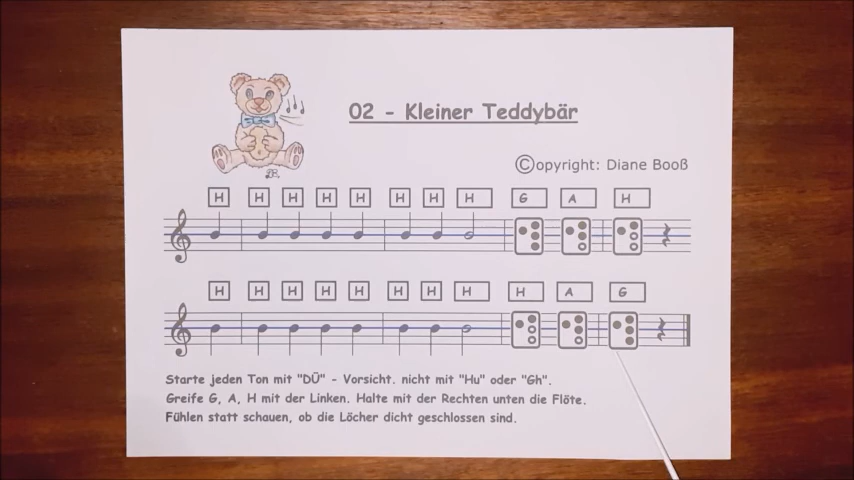 02 - Kleiner Teddybär
©opyright: Diane Booß
H H H H H H H H G A H
H H H H H H H H H A G
Starte jeden Ton mit "DÜ" - Vorsicht. nicht mit "Hu" oder "Gh".
Greife G, A, H mit der Linken. Halte mit der Rechten unten die Flöte.
Fühlen statt schauen, ob die Löcher dicht geschlossen sind.